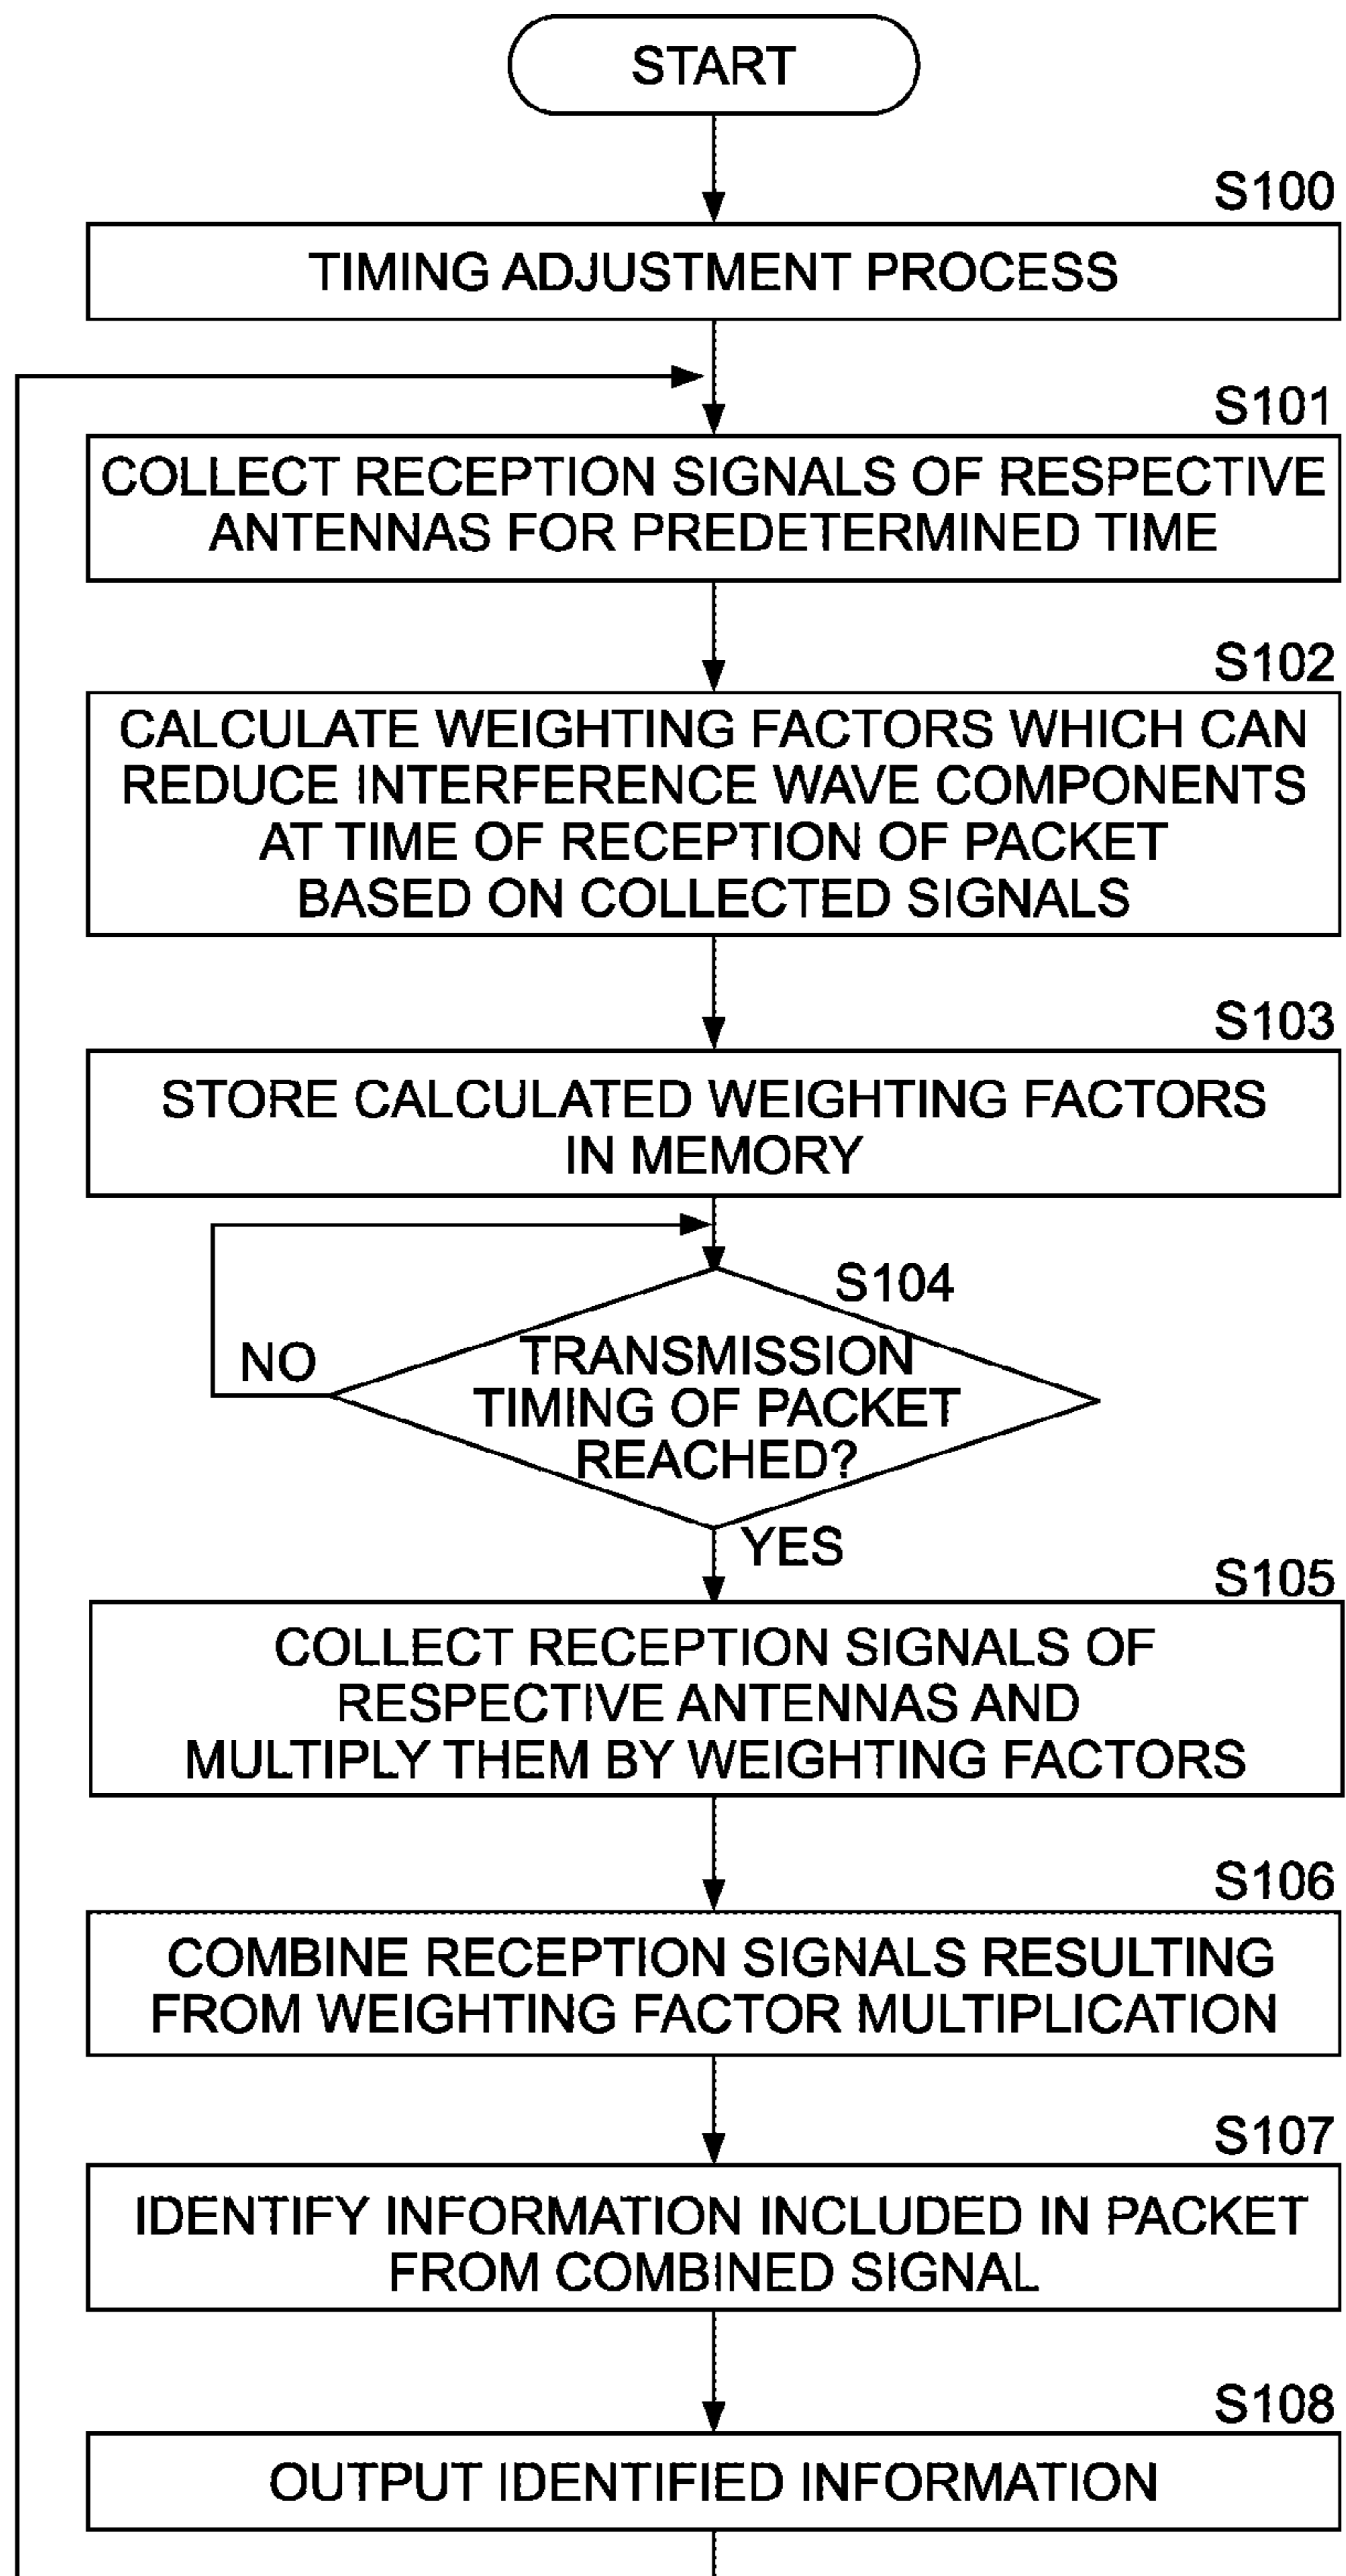 START
S100
TIMING ADJUSTMENT PROCESS
S101
COLLECT RECEPTION SIGNALS OF RESPECTIVE
ANTENNAS FOR PREDETERMINED TIME
S102
CALCULATE WEIGHTING FACTORS WHICH CAN
REDUCE INTERFERENCE WAVE COMPONENTS
AT TIME OF RECEPTION OF PACKET
BASED ON COLLECTED SIGNALS
S103
STORE CALCULATED WEIGHTING FACTORS
IN MEMORY
S104
NO
TRANSMISSION
TIMING OF PACKET
REACHED?
YES
S105
COLLECT RECEPTION SIGNALS OF
RESPECTIVE ANTENNAS AND
MULTIPLY THEM BY WEIGHTING FACTORS
S106
COMBINE RECEPTION SIGNALS RESULTING
FROM WEIGHTING FACTOR MULTIPLICATION
S107
IDENTIFY INFORMATION INCLUDED IN PACKET
FROM COMBINED SIGNAL
S108
OUTPUT IDENTIFIED INFORMATION